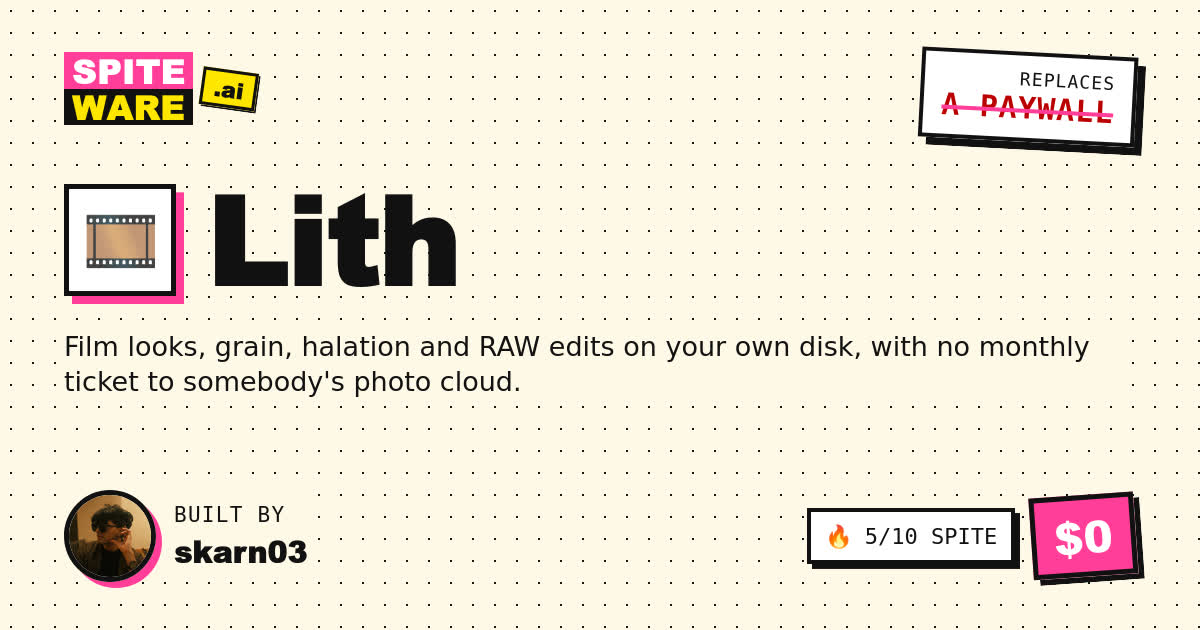 SPITE
WARE
.ai
REPLACES
A PAYWALL
Lith
Film looks, grain, halation and RAW edits on your own disk, with no monthly
ticket to somebody's photo cloud.
BUILT BY
skarn03
5/10 SPITE
$0